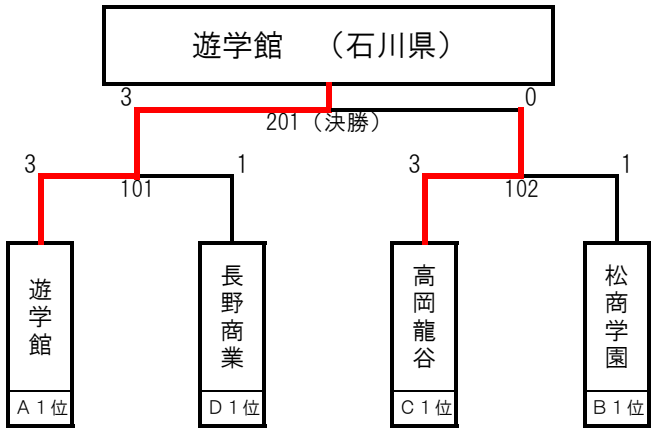 遊学館 (石川県)
3 0
201(決勝)
3 1 3 1
101 102
遊学館
長野商業
高岡龍谷
松商学園
A1位 D1位 C1位 B1位